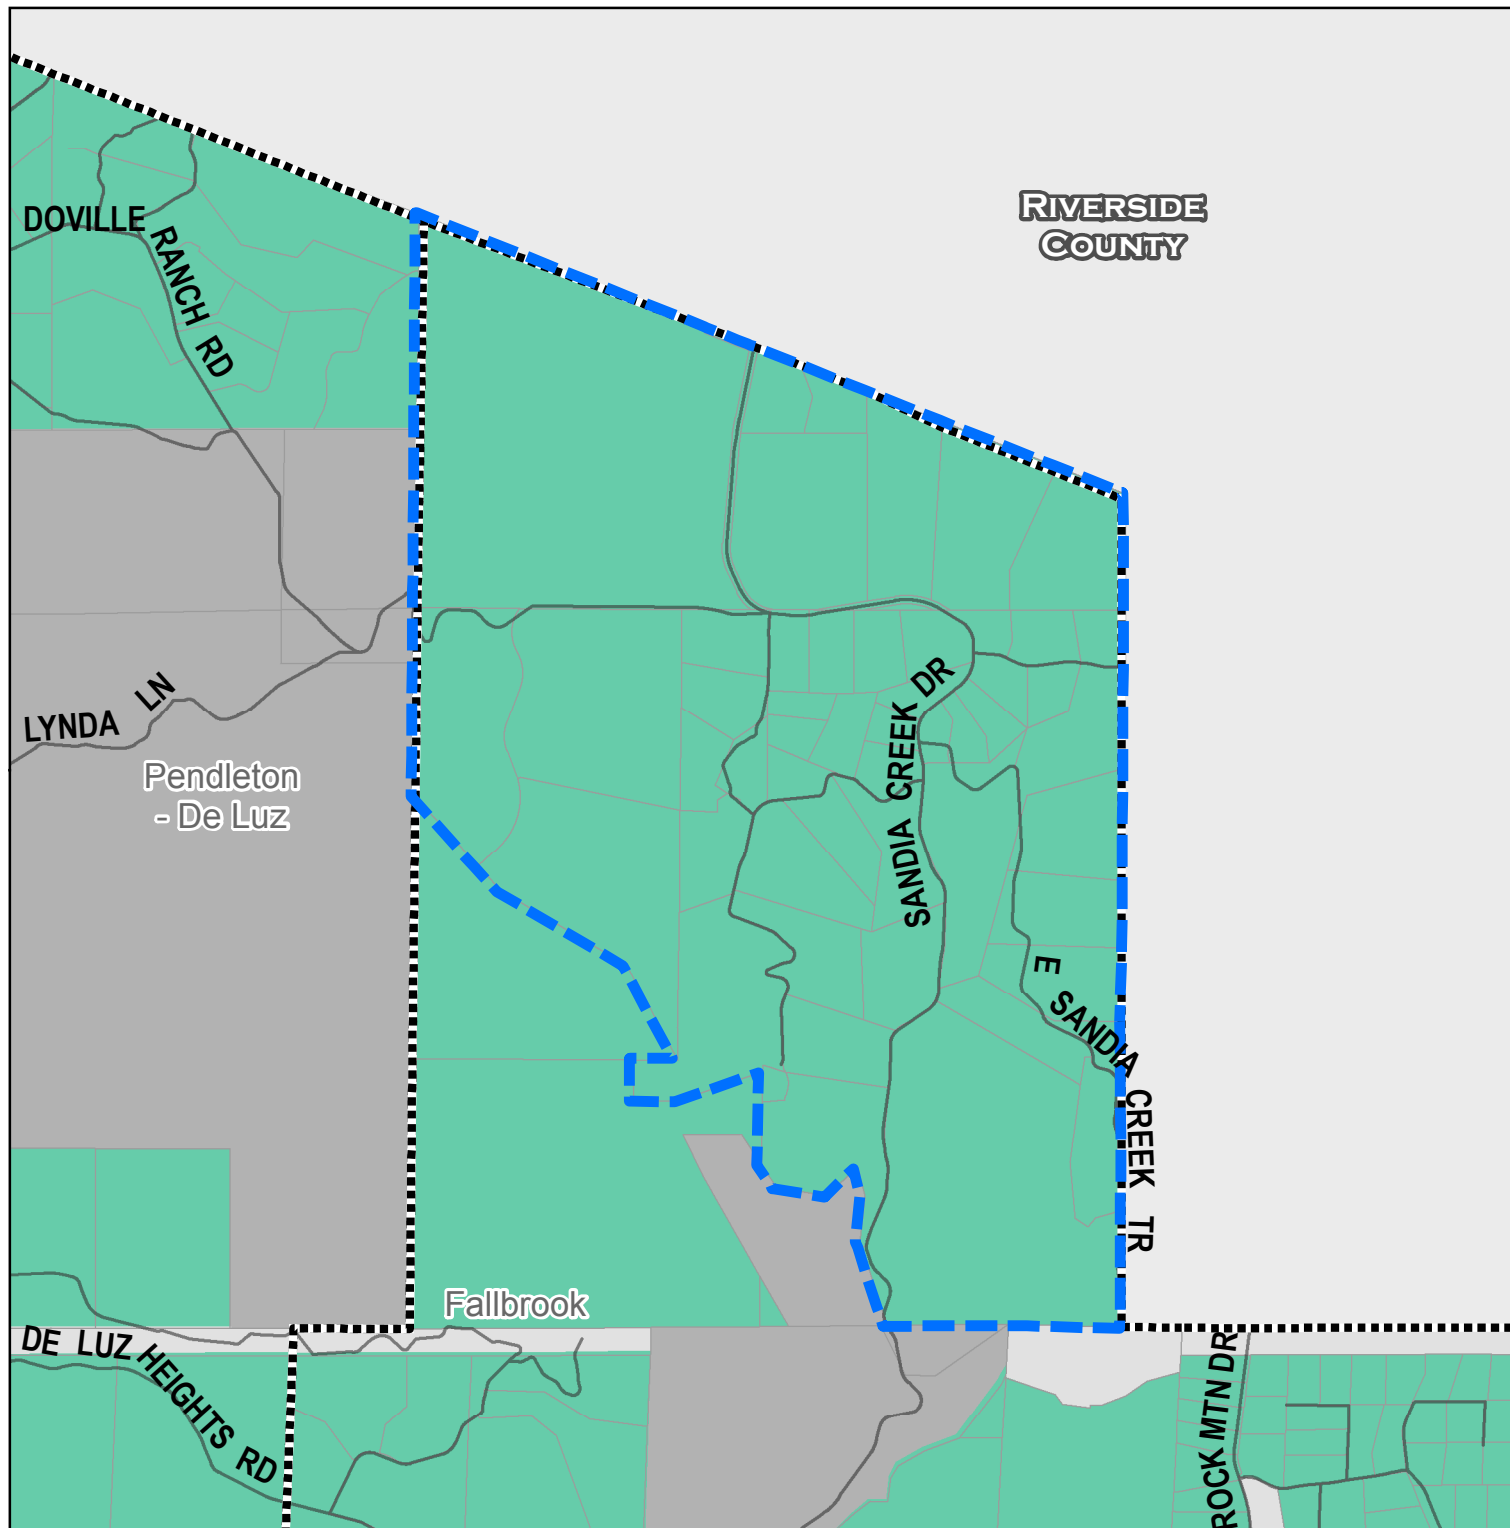 RIVERSIDE
COUNTY
DOVILLE
RANCH RD
LYNDA LN
Pendleton
- De Luz
SANDIA CREEK DR
E SANDIA CREEK TR
Fallbrook
DE LUZ HEIGHTS RD
ROCK MTN DR